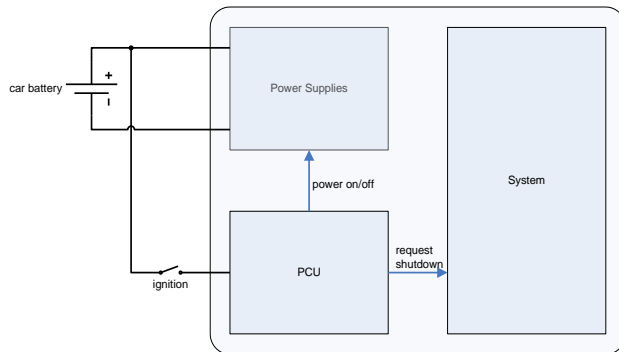 Power Supplies
+
car battery
power on/off
System
request
shutdown
PCU
ignition